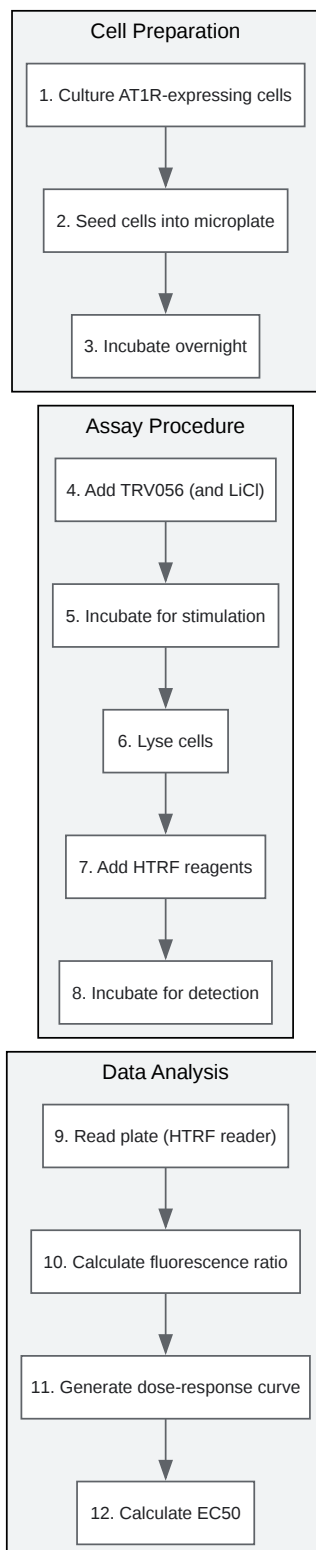 Cell Preparation
1. Culture AT1R-expressing cells
2. Seed cells into microplate
3. Incubate overnight
Assay Procedure
4. Add TRV056 (and LiCl)
5. Incubate for stimulation
6. Lyse cells
7. Add HTRF reagents
8. Incubate for detection
Data Analysis
9. Read plate (HTRF reader)
10. Calculate fluorescence ratio
11. Generate dose-response curve
12. Calculate EC50